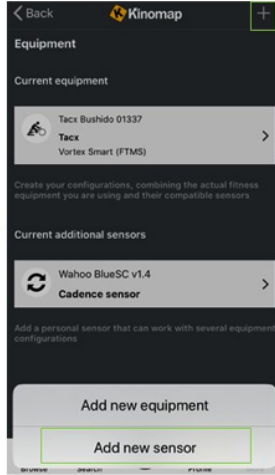 Back
Kinomap
+
Equipment
Current equipment
Tacx Bushido 01337
Tacx
Vortex Smart (FTMS)
Create your configurations, combining the actual fitness
equipment you are using and their compatible sensors
Current additional sensors
Wahoo BlueSC v1.4
Cadence sensor
Add a personal sensor that can work with several equipment
configurations
Add new equipment
Add new sensor
Browse Search Profile